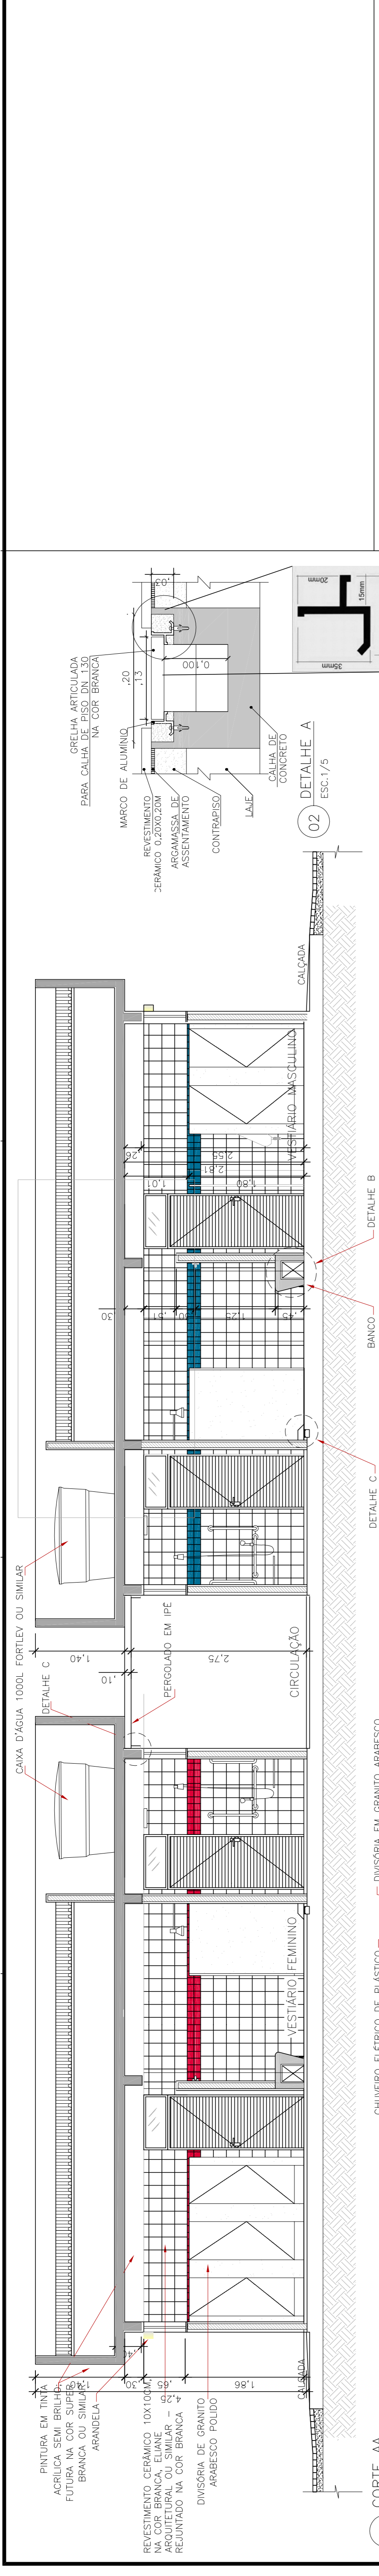 CAIXA D'ÁGUA 1000L FORTLEV OU SIMILAR
DETALHE C
PINTURA EM TINTA
ACRÍLICA SEMI BRILHO
FUTURA NA COR SUPER
BRANCA OU SIMILAR
ARANDELA
REVESTIMENTO CERÂMICO 10X10CM,
NA COR BRANCA, ELIANE
ARQUITETURAL OU SIMILAR –
REJUNTADO NA COR BRANCA
DIVISÓRIA DE GRANITO
ARABESCO POLIDO
1,40
,30
,65
4,25
1,86
CALÇADA
VESTIÁRIO FEMININO
1,40
,10
PERGOLADO EM IPÊ
2,75
CIRCULAÇÃO
,30
,51
1,25
,45
,26
1,01
2,81
2,55
1,80
VESTIÁRIO MASCULINO
CALÇADA
DETALHE C
BANCO
DETALHE B
CHUVEIRO ELÉTRICO DE PLÁSTICO
DIVISÓRIA EM GRANITO ARABESCO
CORTE AA
GRELHA ARTICULADA
PARA CALHA DE PISO DN 130
NA COR BRANCA
MARCO DE ALUMÍNIO
REVESTIMENTO
CERÂMICO 0,20X0,20M
ARGAMASSA DE
ASSENTAMENTO
CONTRAPISO
LAJE
CALHA DE
CONCRETO
,20
,13
,03
0,100
02
DETALHE A
ESC.1/5
20mm
15mm
35mm